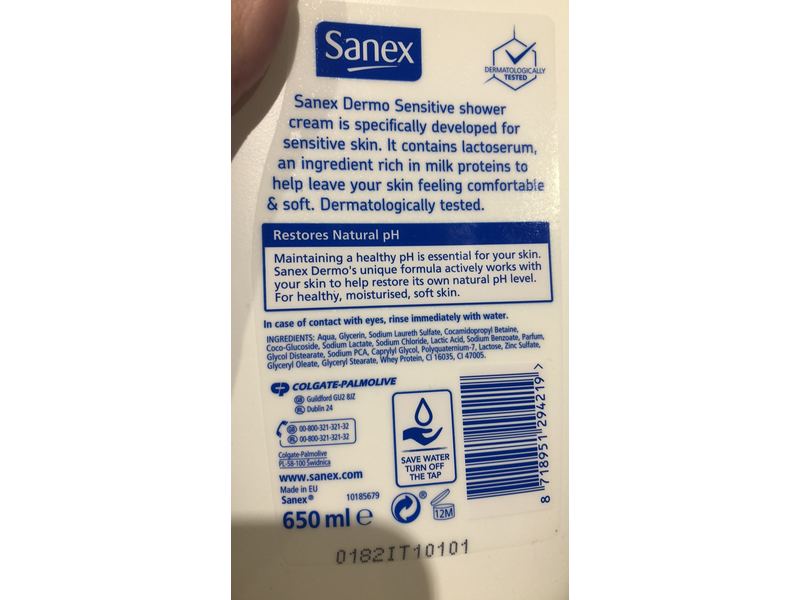 Sanex
DERMATOLOGICALLY
TESTED
Sanex Dermo Sensitive shower
cream is specifically developed for
sensitive skin. It contains lactoserum,
an ingredient rich in milk proteins to
help leave your skin feeling comfortable
& soft. Dermatologically tested.
Restores Natural pH
Maintaining a healthy pH is essential for your skin.
Sanex Dermo's unique formula actively works with
your skin to help restore its own natural pH level.
For healthy, moisturised, soft skin.
In case of contact with eyes, rinse immediately with water.
INGREDIENTS: Aqua, Glycerin, Sodium Laureth Sulfate, Cocamidopropyl Betaine,
Coco-Glucoside, Sodium Lactate, Sodium Chloride, Lactic Acid, Sodium Benzoate, Parfum,
Glycol Distearate, Sodium PCA, Caprylyl Glycol, Polyquaternium-7, Lactose, Zinc Sulfate,
Glyceryl Oleate, Glyceryl Stearate, Whey Protein, CI 16035, CI 47005.
CP COLGATE-PALMOLIVE
GB Guildford GU2 8JZ
IRL Dublin 24
GB 00-800-321-321-32
IRL 00-800-321-321-32
Colgate-Palmolive
PL-58-100 Świdnica
www.sanex.com
Made in EU
Sanex® 10185679
650 ml e
SAVE WATER
TURN OFF
THE TAP
®
12M
8 718951 294219 >
0182IT10101